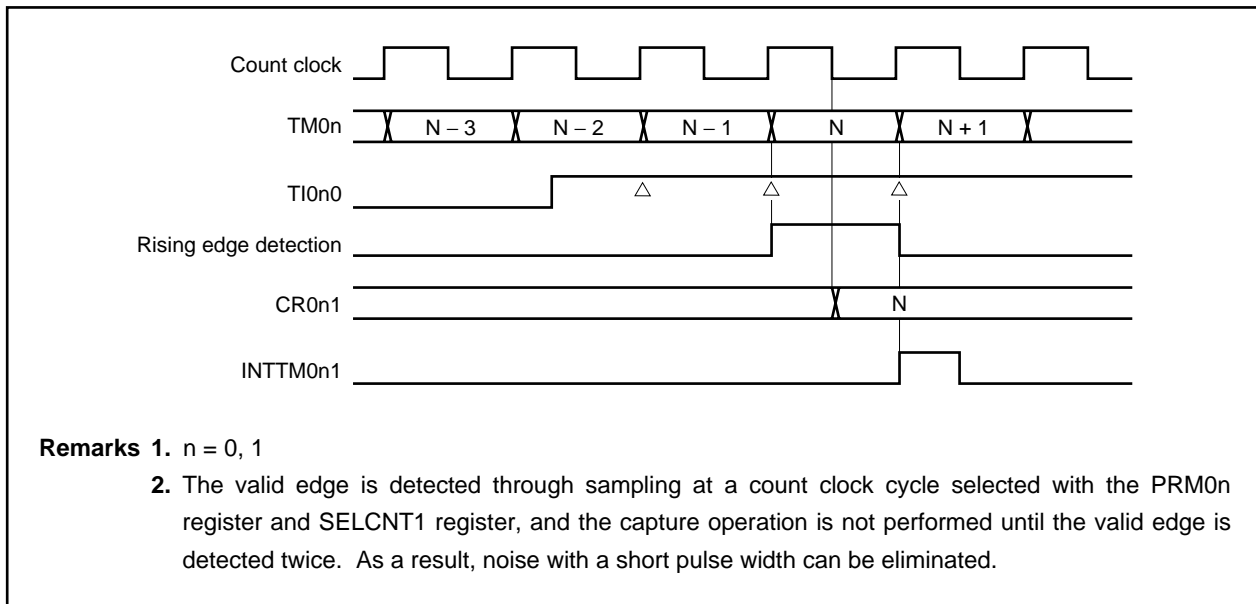 Count clock
TM0n N − 3 N − 2 N − 1 N N + 1
TI0n0
Rising edge detection
CR0n1 N
INTTM0n1
Remarks 1. n = 0, 1
2. The valid edge is detected through sampling at a count clock cycle selected with the PRM0n
register and SELCNT1 register, and the capture operation is not performed until the valid edge is
detected twice. As a result, noise with a short pulse width can be eliminated.